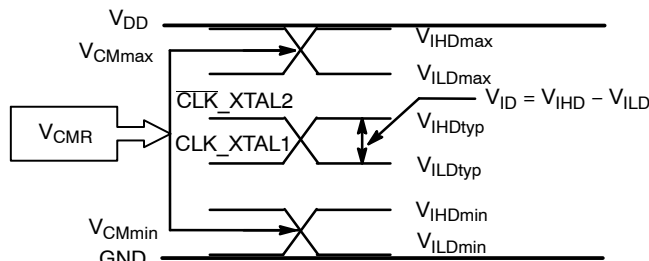 VDD
VIHDmax
VCMmax
VILDmax
CLK_XTAL2
VID = VIHD − VILD
VIHDtyp
VCMR
CLK_XTAL1
VILDtyp
VIHDmin
VCMmin
VILDmin
GND